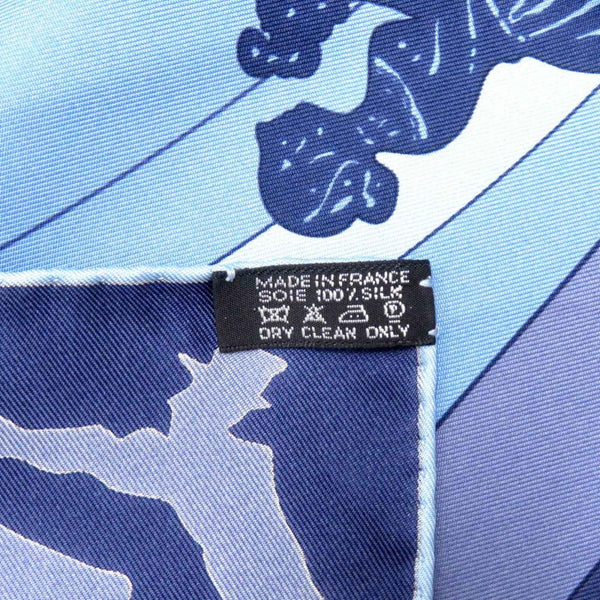 MADE IN FRANCE
SOIE 100% SILK
P
DRY CLEAN ONLY